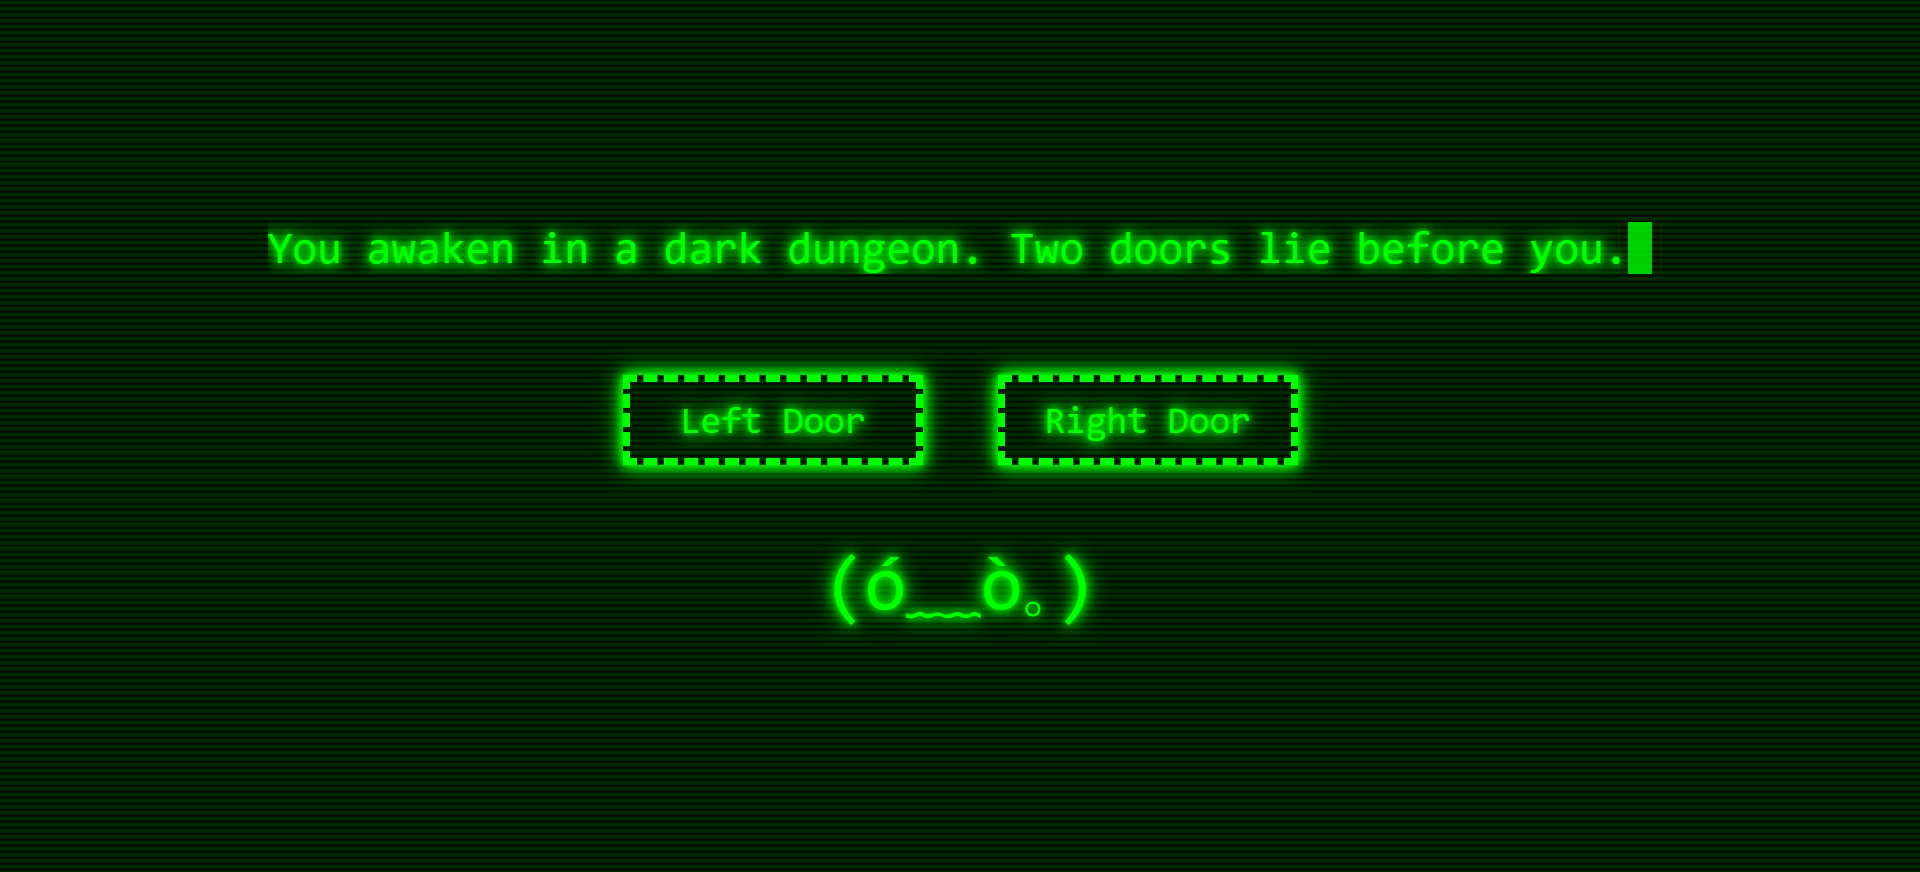 You awaken in a dark dungeon. Two doors lie before you.
Left Door
Right Door
(ó﹏ò。)